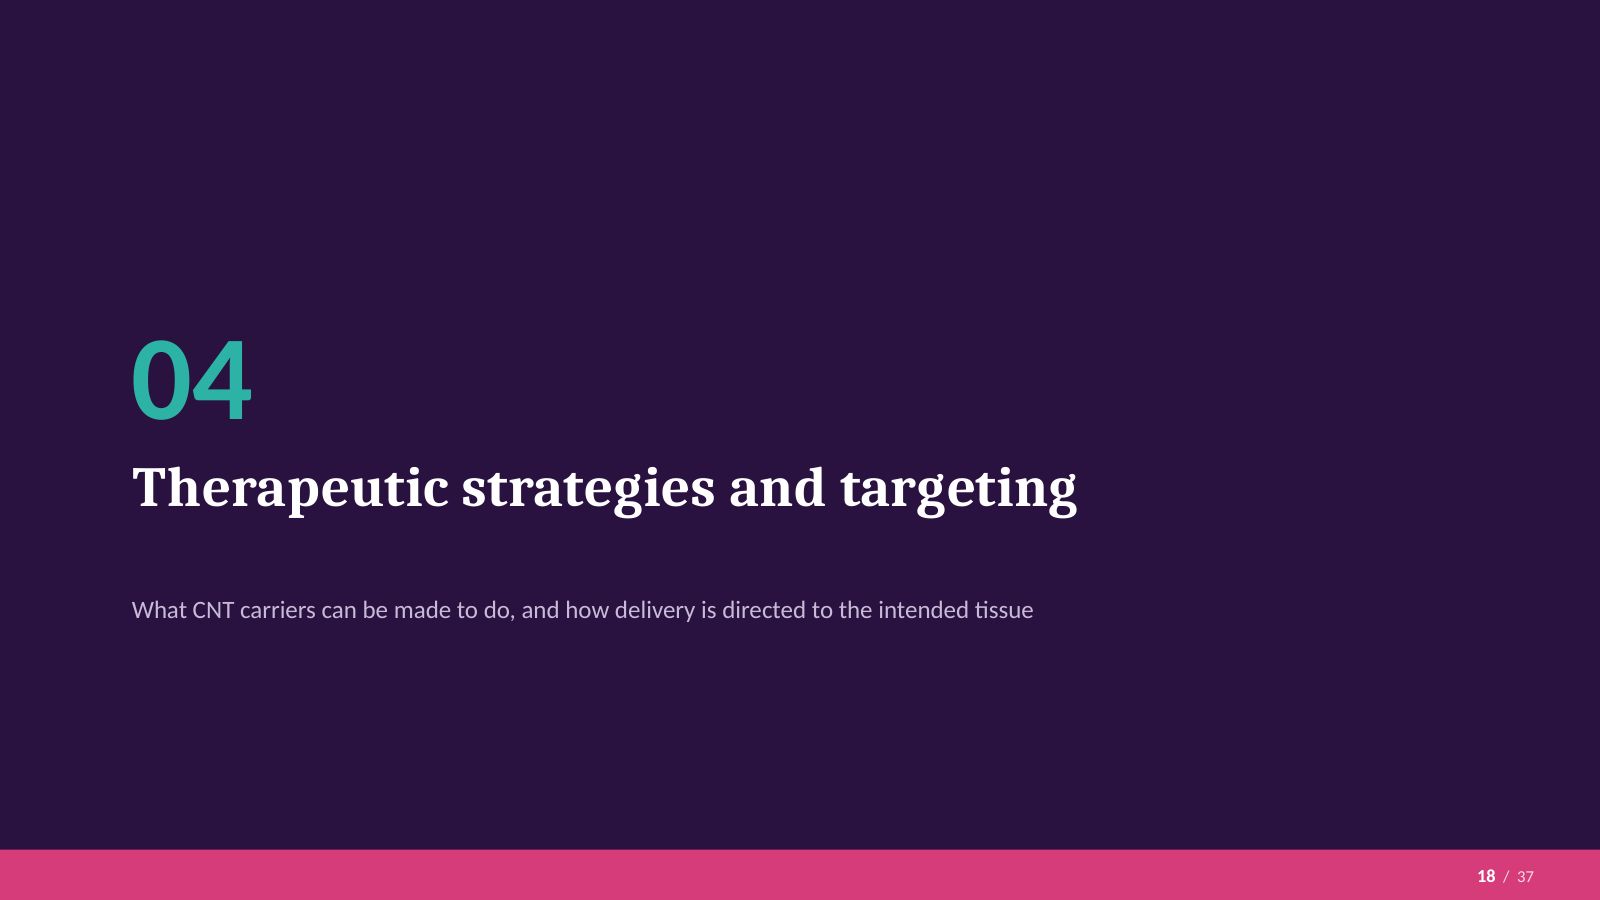 04
Therapeutic strategies and targeting
What CNT carriers can be made to do, and how delivery is directed to the intended tissue
18 / 37